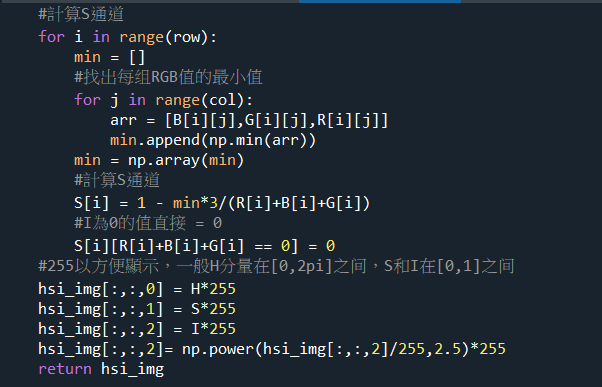 #計算S通道
for i in range(row):
    min = []
    #找出每组RGB值的最小值
    for j in range(col):
        arr = [B[i][j],G[i][j],R[i][j]]
        min.append(np.min(arr))
    min = np.array(min)
    #計算S通道
    S[i] = 1 - min*3/(R[i]+B[i]+G[i])
    #I為0的值直接 = 0
    S[i][R[i]+B[i]+G[i] == 0] = 0
#255以方便顯示，一般H分量在[0,2pi]之间，S和I在[0,1]之间
hsi_img[:,:,0] = H*255
hsi_img[:,:,1] = S*255
hsi_img[:,:,2] = I*255
hsi_img[:,:,2]= np.power(hsi_img[:,:,2]/255,2.5)*255
return hsi_img